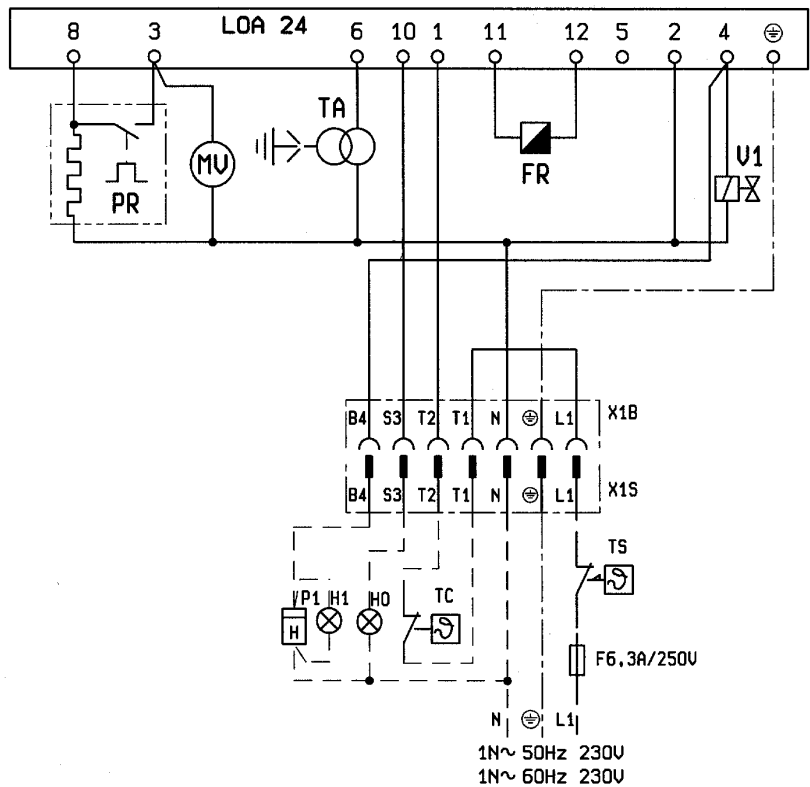 LOA 24
8 3 6 10 1 11 12 5 2 4
TA
MV
FR
V1
PR
B4 S3 T2 T1 N L1 X1B
B4 S3 T2 T1 N L1 X1S
TS
P1 H1 H0 TC
H
F6,3A/250V
N L1
1N~ 50Hz 230V
1N~ 60Hz 230V